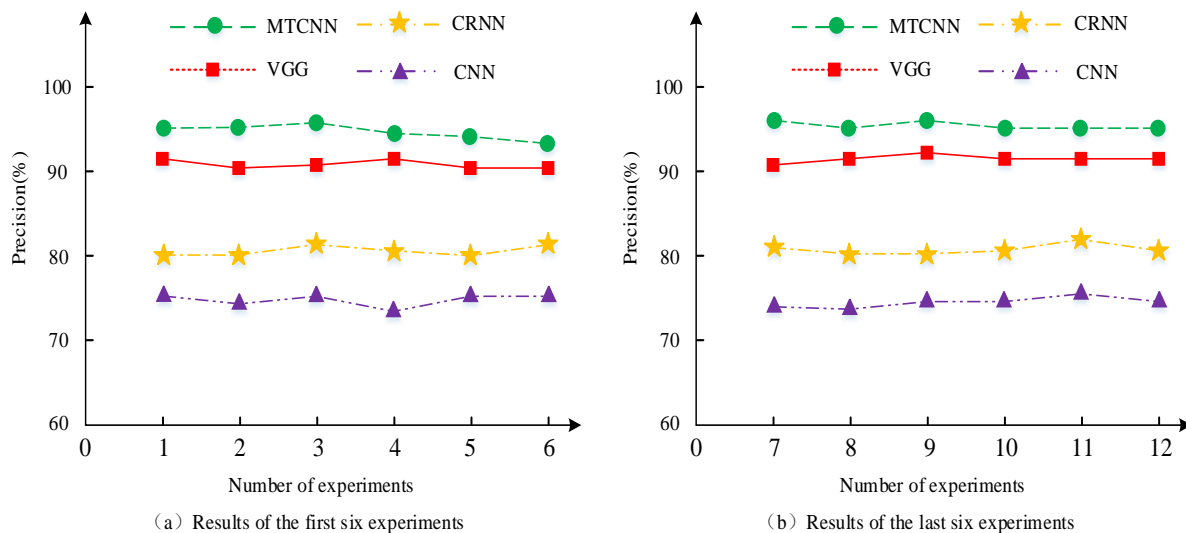 MTCNN
CRNN
VGG
CNN
100
90
80
70
60
Precision(%)
0
1 2 3 4 5 6
Number of experiments
（a）Results of the first six experiments
MTCNN
CRNN
VGG
CNN
100
90
80
70
60
Precision(%)
0
7 8 9 10 11 12
Number of experiments
（b）Results of the last six experiments